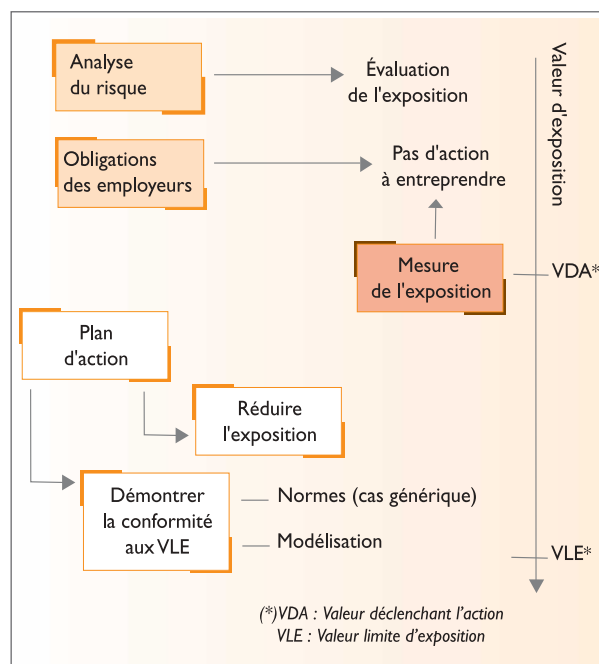 Analyse
du risque
Évaluation
de l'exposition
Valeur d'exposition
Obligations
des employeurs
Pas d'action
à entreprendre
Mesure
de l'exposition
VDA*
Plan
d'action
Réduire
l'exposition
Démontrer
la conformité
aux VLE
Normes (cas générique)
Modélisation
VLE*
(*)VDA : Valeur déclenchant l’action
VLE : Valeur limite d’exposition